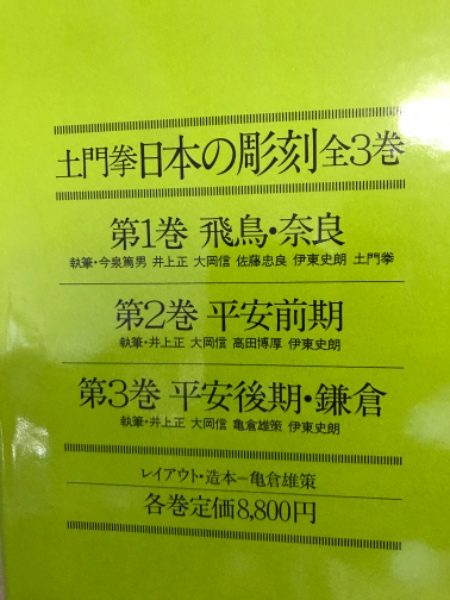 土門拳日本の彫刻全3巻
第1巻 飛鳥・奈良
執筆・今泉篤男 井上正 大岡信 佐藤忠良 伊東史朗 土門拳
第2巻 平安前期
執筆・井上正 大岡信 高田博厚 伊東史朗
第3巻 平安後期・鎌倉
執筆・井上正 大岡信 亀倉雄策 伊東史朗
レイアウト・造本=亀倉雄策
各巻定価8,800円